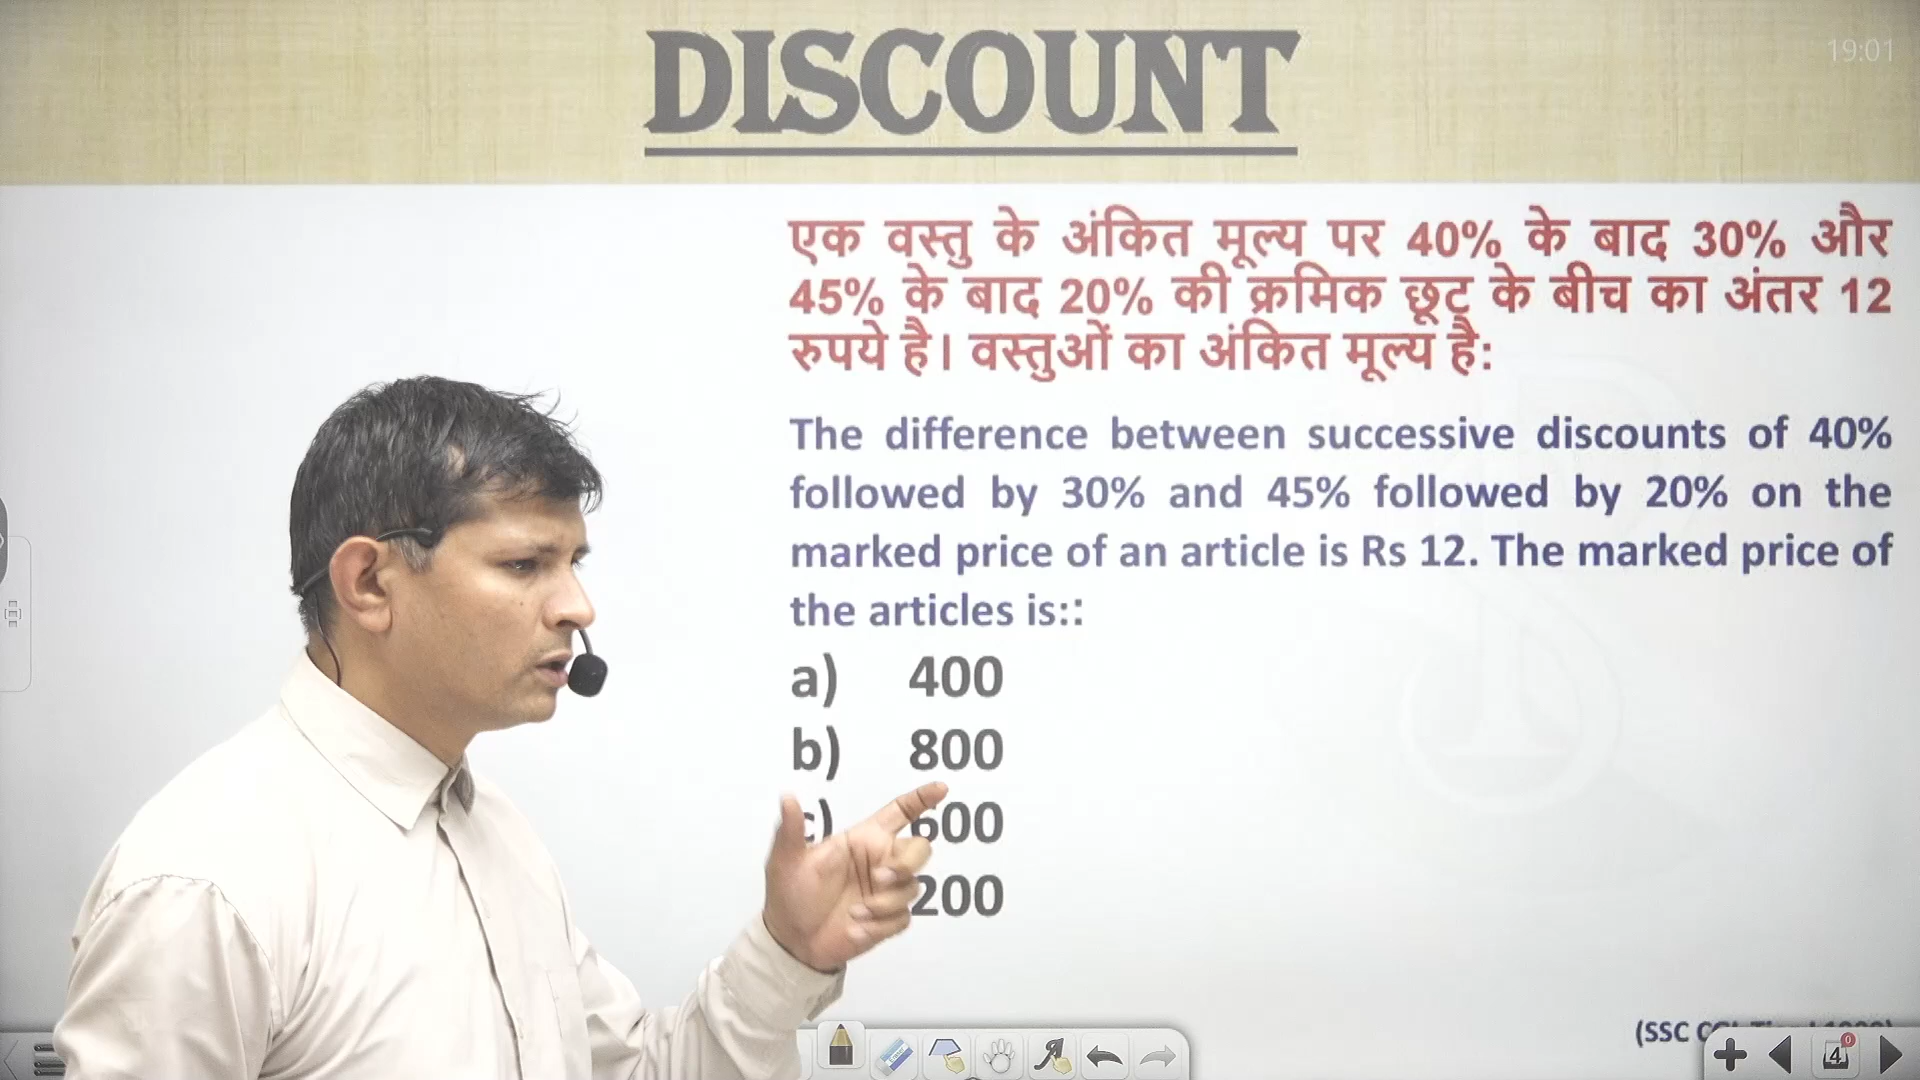 DISCOUNT
19:01
एक वस्तु के अंकित मूल्य पर 40% के बाद 30% और
45% के बाद 20% की क्रमिक छूट के बीच का अंतर 12
रुपये है। वस्तुओं का अंकित मूल्य है:
The difference between successive discounts of 40%
followed by 30% and 45% followed by 20% on the
marked price of an article is Rs 12. The marked price of
the articles is::
a) 400
b) 800
c) 600
200
(SSC
4